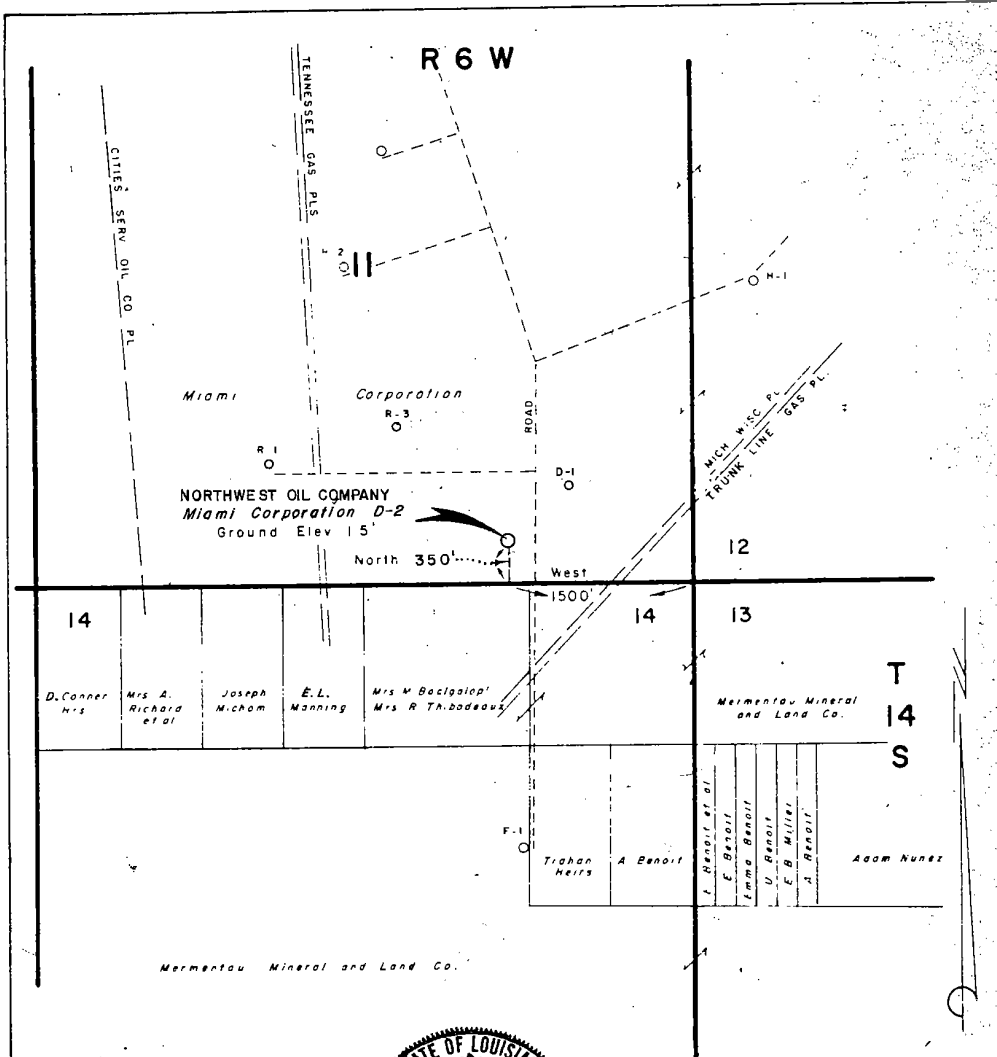 R 6 W
TENNESSEE GAS PLS
CITIES SERV OIL CO PL
2
11
H-1
Miami Corporation
R-3
ROAD
MICH WISC PL.
TRUNK LINE GAS PL.
R 1
D-1
NORTHWEST OIL COMPANY
Miami Corporation D-2
Ground Elev 1 5'
North 350'
12
West
1500'
14
14
13
T
14
S
D. Conner
Hrs
Mrs A.
Richard
et al
Joseph
Michom
E.L.
Manning
Mrs M
Mrs R Thibodeaux
Mermentau Mineral
and Land Co.
F-1
Trahan
Heirs
A Benoit
Benoit et al
E Benoit
Emma Benoit
U Benoit
E B Miller
A Benoit
Adam Nunez
Mermentau Mineral and Land Co.
STATE OF LOUISIANA